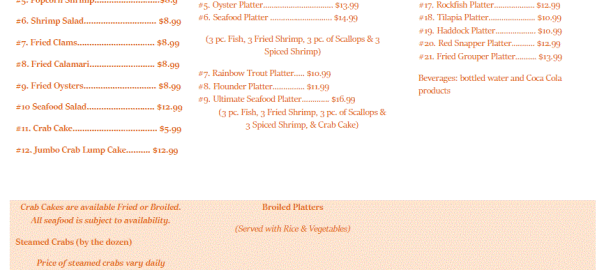 #5. Popcorn Shrimp
#6. Shrimp Salad............................. $8.99
#7. Fried Clams............................... $8.99
#8. Fried Calamari........................... $8.99
#9. Fried Oysters............................. $8.99
#10 Seafood Salad........................... $12.99
#11. Crab Cake................................. $5.99
#12. Jumbo Crab Lump Cake.......... $12.99
#5. Oyster Platter............................. $13.99
#6. Seafood Platter .......................... $14.99
(3 pc. Fish, 3 Fried Shrimp, 3 pc. of Scallops & 3
Spiced Shrimp)
#7. Rainbow Trout Platter..... $10.99
#8. Flounder Platter.............. $11.99
#9. Ultimate Seafood Platter............ $16.99
(3 pc. Fish, 3 Fried Shrimp, 3 pc. of Scallops &
3 Spiced Shrimp, & Crab Cake)
#17. Rockfish Platter............... $12.99
#18. Tilapia Platter................. $10.99
#19. Haddock Platter................. $10.99
#20. Red Snapper Platter.......... $12.99
#21. Fried Grouper Platter......... $13.99
Beverages: bottled water and Coca Cola
products
Crab Cakes are available Fried or Broiled.
All seafood is subject to availability.
Steamed Crabs (by the dozen)
Price of steamed crabs vary daily
Broiled Platters
(Served with Rice & Vegetables)